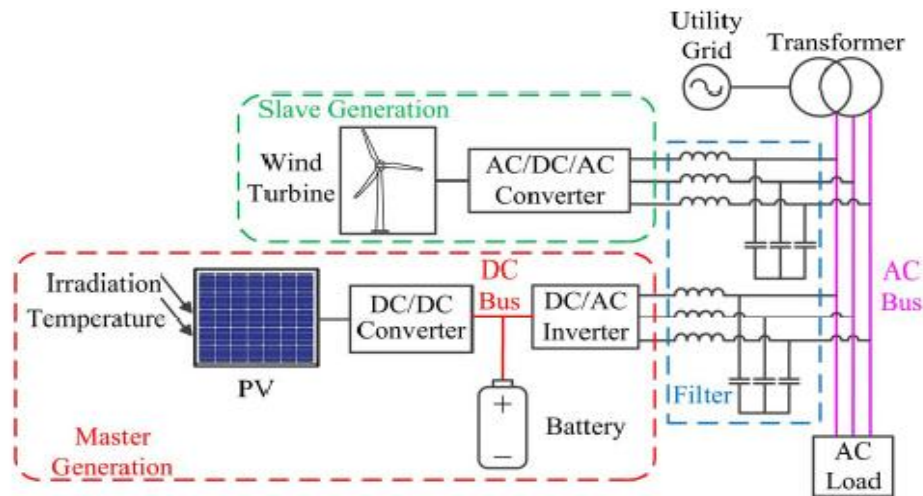 Utility
Grid
Transformer
Slave Generation
Wind
Turbine
AC/DC/AC
Converter
AC
Bus
Irradiation
Temperature
PV
DC/DC
Converter
DC
Bus
DC/AC
Inverter
+
−
Battery
Filter
Master
Generation
AC
Load